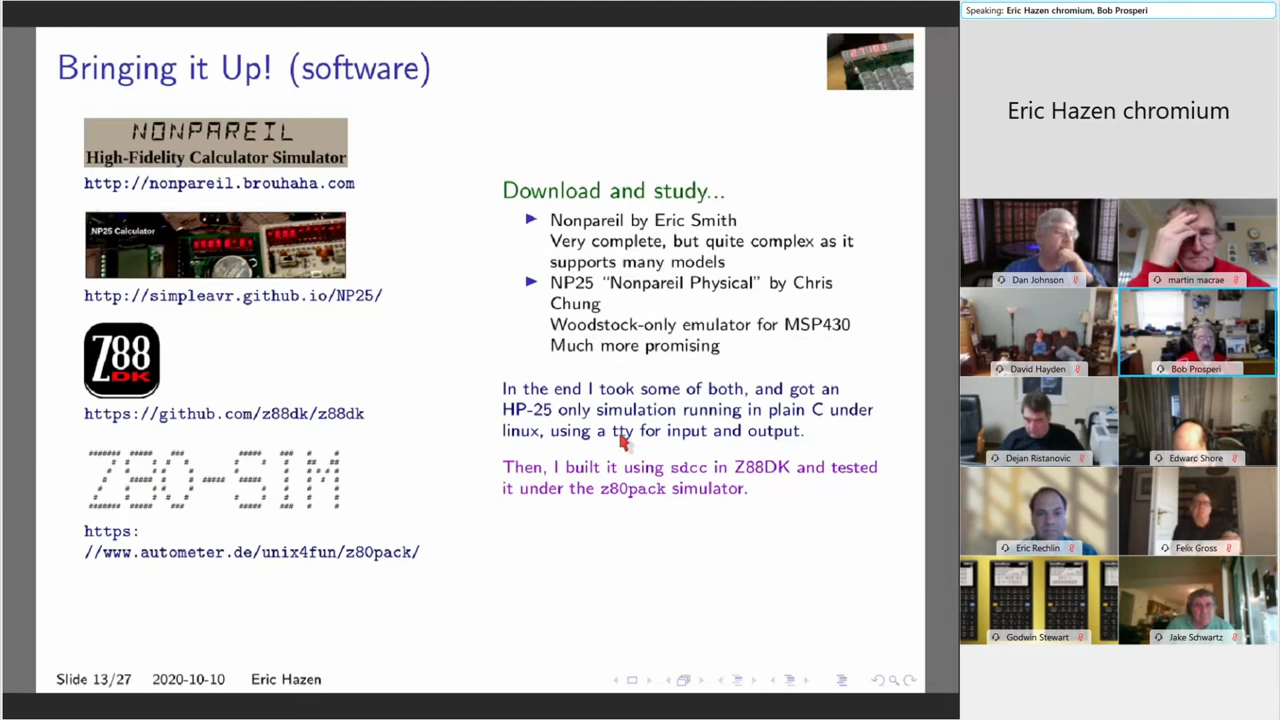 Speaking: Eric Hazen chromium, Bob Prosperi
Bringing it Up! (software)
NONPAREIL
High-Fidelity Calculator Simulator
http://nonpareil.brouhaha.com
NP25 Calculator
http://simpleavr.github.io/NP25/
Z88
DK
https://github.com/z88dk/z88dk
Z80-SIM
https:
//www.autometer.de/unix4fun/z80pack/
Download and study...
Nonpareil by Eric Smith
Very complete, but quite complex as it
supports many models
NP25 “Nonpareil Physical” by Chris
Chung
Woodstock-only emulator for MSP430
Much more promising
In the end I took some of both, and got an
HP-25 only simulation running in plain C under
linux, using a tty for input and output.
Then, I built it using sdcc in Z88DK and tested
it under the z80pack simulator.
Slide 13/27 2020-10-10 Eric Hazen
Eric Hazen chromium
Dan Johnson
martin macrae
David Hayden
Bob Prosperi
Dejan Ristanovic
Edward Shore
Eric Rechlin
Felix Gross
Godwin Stewart
Jake Schwartz